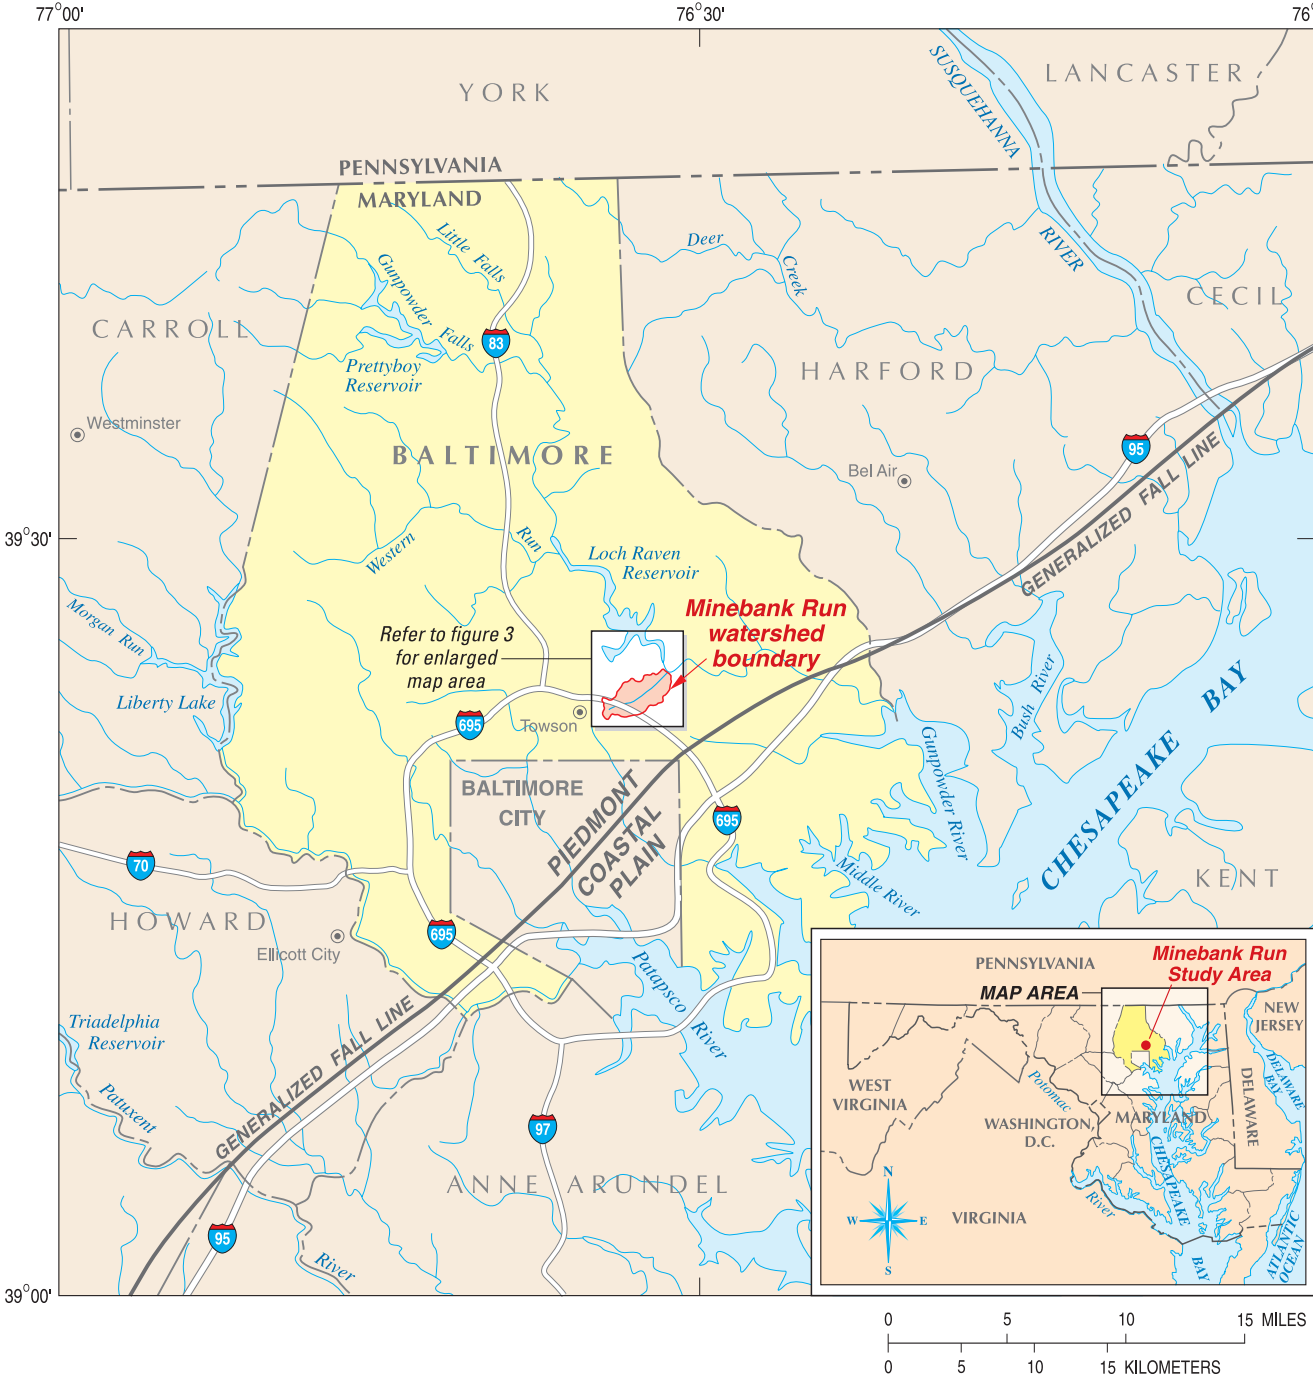 77°00'
76°30'
76°
YORK
LANCASTER
SUSQUEHANNA
RIVER
PENNSYLVANIA
MARYLAND
Little Falls
Gunpowder Falls
Deer
Creek
CECIL
CARROLL
83
Prettyboy
Reservoir
HARFORD
Westminster
BALTIMORE
95
Bel Air
GENERALIZED FALL LINE
39°30'
Western
Run
Loch Raven
Reservoir
Morgan Run
Minebank Run
watershed
boundary
Refer to figure 3
for enlarged
map area
Liberty Lake
Bush River
BAY
CHESAPEAKE
695
Towson
Gunpowder River
BALTIMORE
CITY
PIEDMONT
COASTAL
PLAIN
695
70
Middle River
KENT
HOWARD
695
Ellicott City
Patapsco
River
Triadelphia
Reservoir
GENERALIZED FALL LINE
Patuxent
97
ANNE ARUNDEL
95
River
39°00'
Minebank Run
Study Area
PENNSYLVANIA
MAP AREA
NEW
JERSEY
DELAWARE
BAY
WEST
VIRGINIA
Potomac
WASHINGTON,
D.C.
MARYLAND
DELAWARE
CHESAPEAKE
BAY
N
W
E
S
VIRGINIA
River
ATLANTIC
OCEAN
0 5 10 15 MILES
0 5 10 15 KILOMETERS